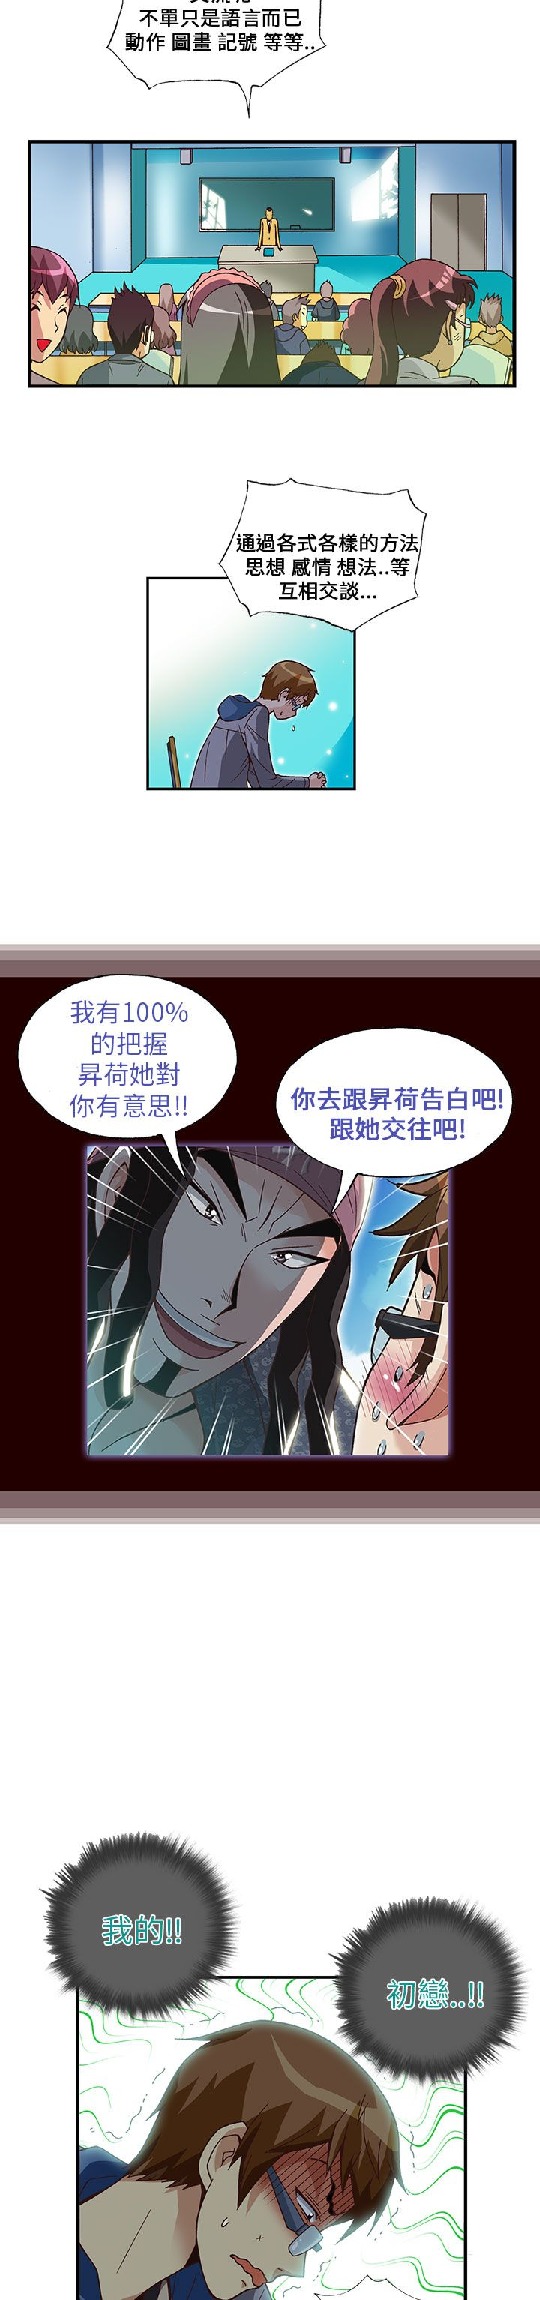 不單只是語言而已
動作 圖畫 記號 等等..
通過各式各樣的方法
思想 感情 想法..等
互相交談...
我有100%
的把握
昇荷她對
你有意思!!
你去跟昇荷告白吧!
跟她交往吧!
我的!!
初戀..!!